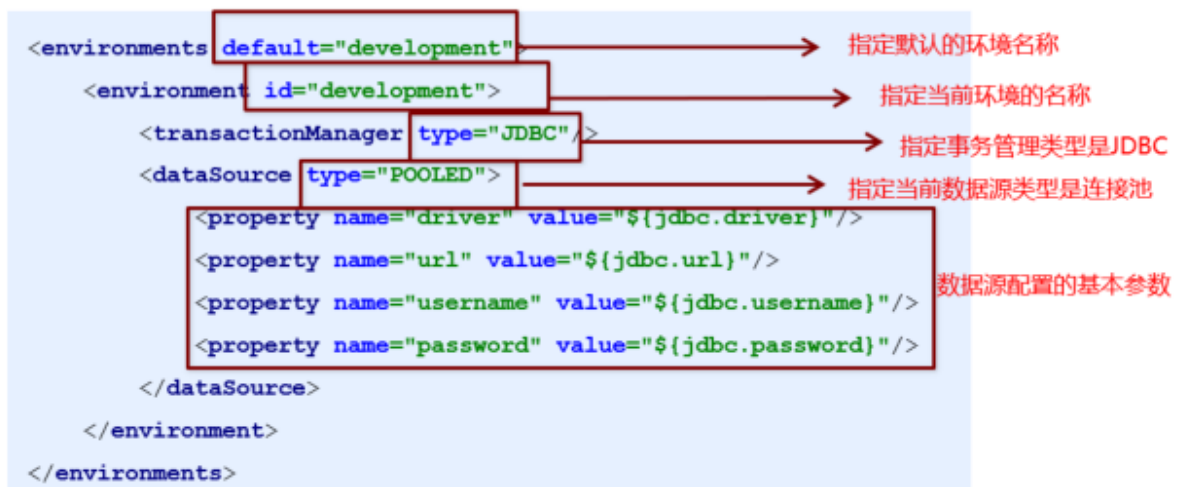 <environments default="development"> 指定默认的环境名称
<environment id="development"> 指定当前环境的名称
<transactionManager type="JDBC"/> 指定事务管理类型是JDBC
<dataSource type="POOLED"> 指定当前数据源类型是连接池
<property name="driver" value="${jdbc.driver}"/>
<property name="url" value="${jdbc.url}"/>
数据源配置的基本参数
<property name="username" value="${jdbc.username}"/>
<property name="password" value="${jdbc.password}"/>
</dataSource>
</environment>
</environments>